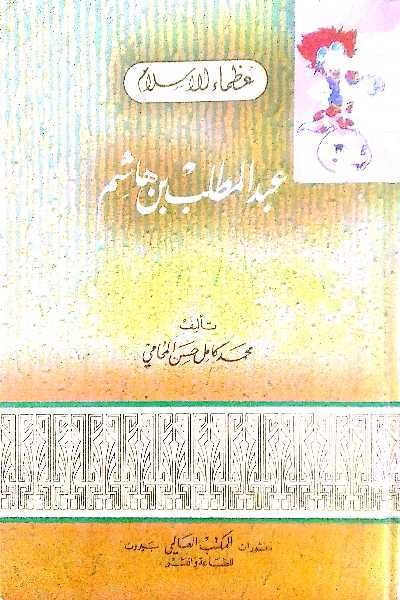 عظماء الإسلام
عبد المطلب بن هاشم
تأليف
محمد كامل حسن المحامي
منشورات المكتب العالمي بيروت
للطباعة والنشر